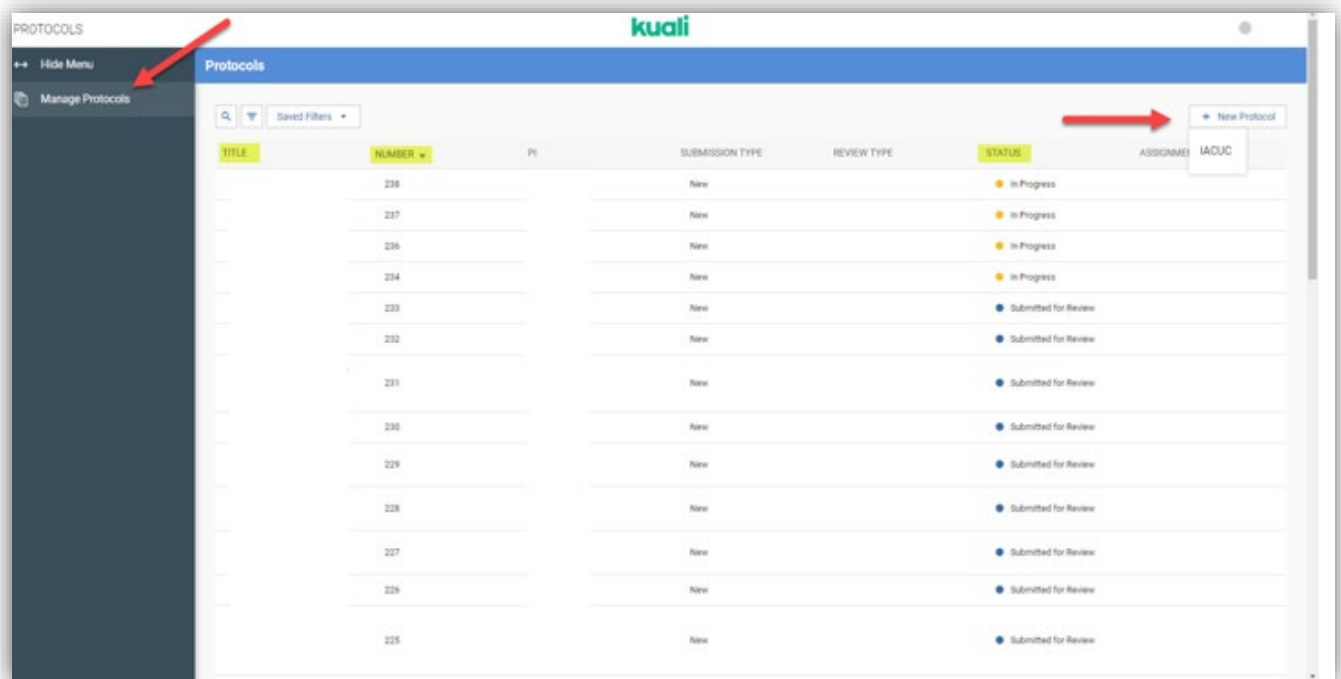 PROTOCOLS
kuali
Hide Menu
Protocols
Manage Protocols
Saved Filters
+ New Protocol
TITLE NUMBER PI SUBMISSION TYPE REVIEW TYPE STATUS
IACUC
238 New In Progress
237 New In Progress
236 New In Progress
234 New In Progress
233 New Submitted for Review
232 New Submitted for Review
231 New Submitted for Review
230 New Submitted for Review
229 New Submitted for Review
228 New Submitted for Review
227 New Submitted for Review
226 New Submitted for Review
225 New Submitted for Review